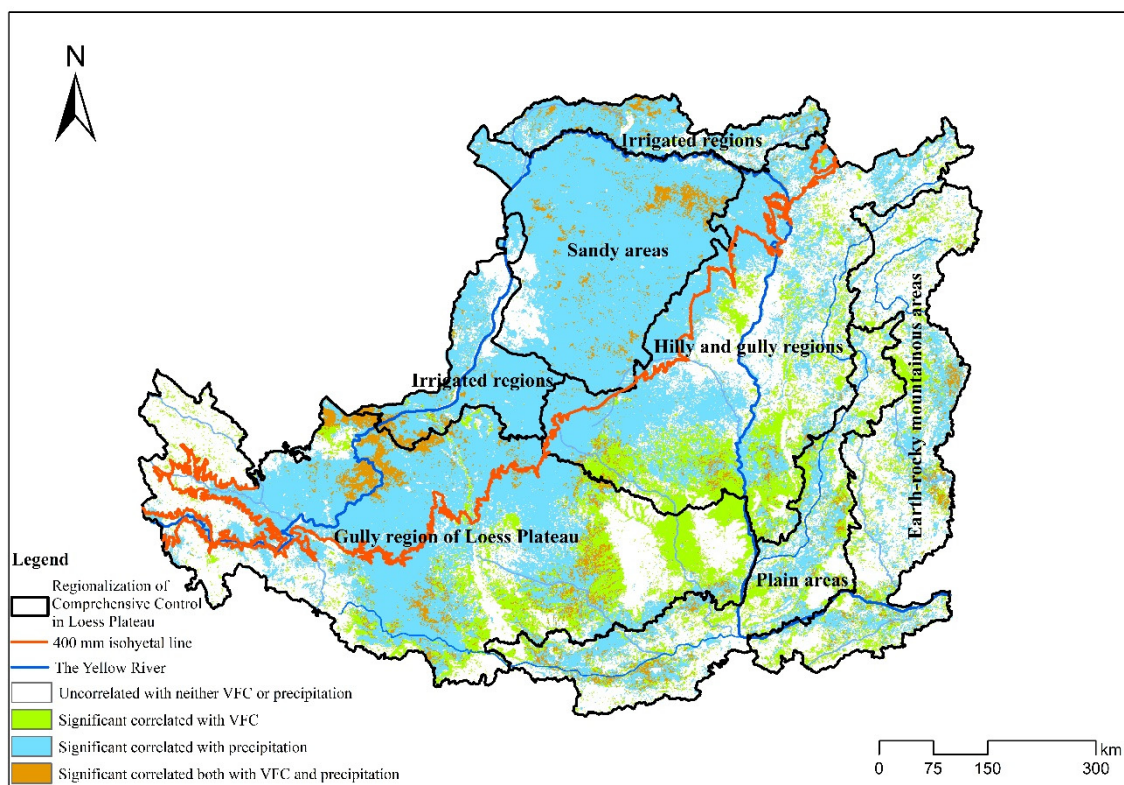 N
Irrigated regions
Sandy areas
Hilly and gully regions
Irrigated regions
Earth-rocky mountainous areas
Gully region of Loess Plateau
Plain areas
Legend
Regionalization of
Comprehensive Control
in Loess Plateau
400 mm isohyetal line
The Yellow River
Uncorrelated with neither VFC or precipitation
Significant correlated with VFC
Significant correlated with precipitation
Significant correlated both with VFC and precipitation
km
0 75 150 300